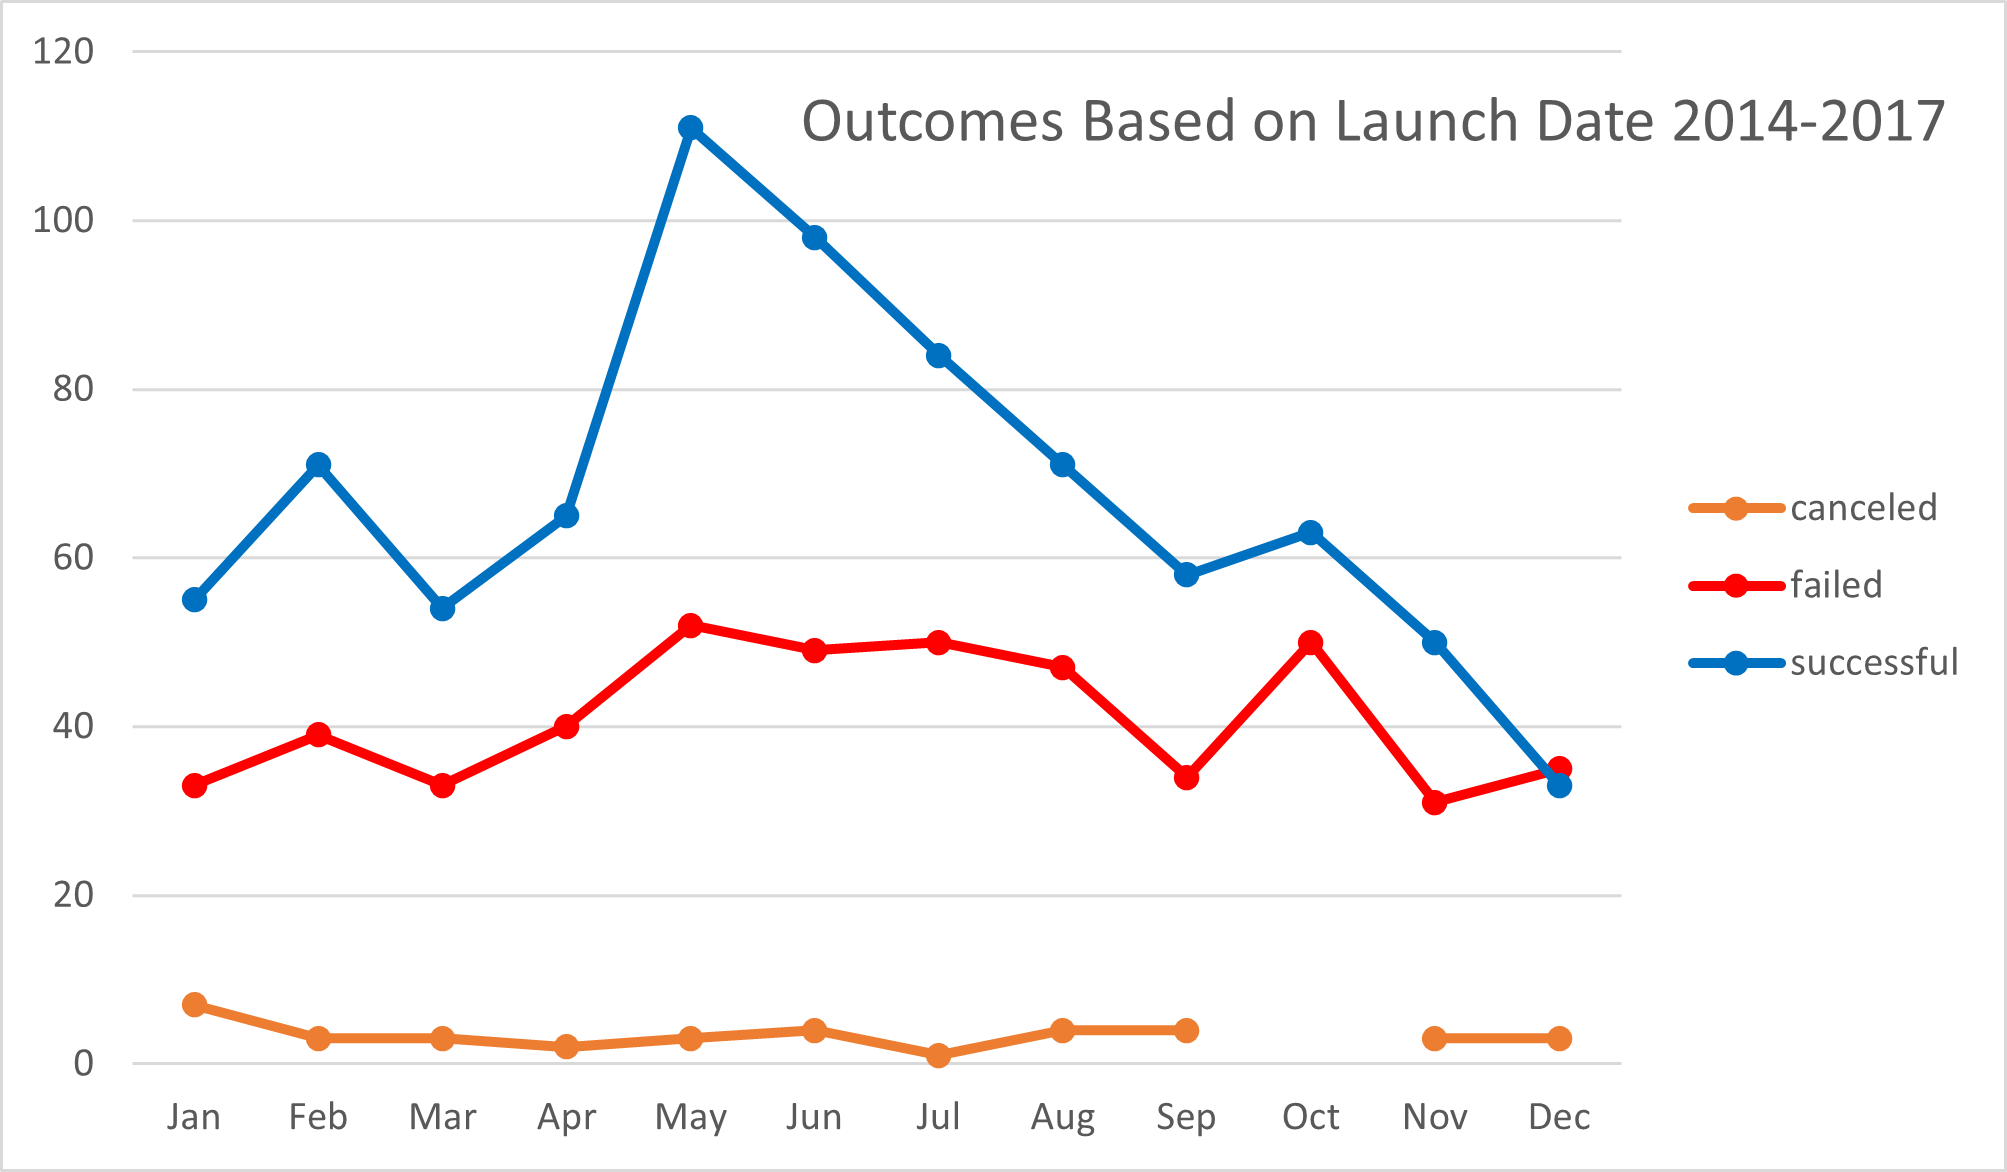 Outcomes Based on Launch Date 2014-2017
120
100
80
60
40
20
0
Jan Feb Mar Apr May Jun Jul Aug Sep Oct Nov Dec
canceled
failed
successful